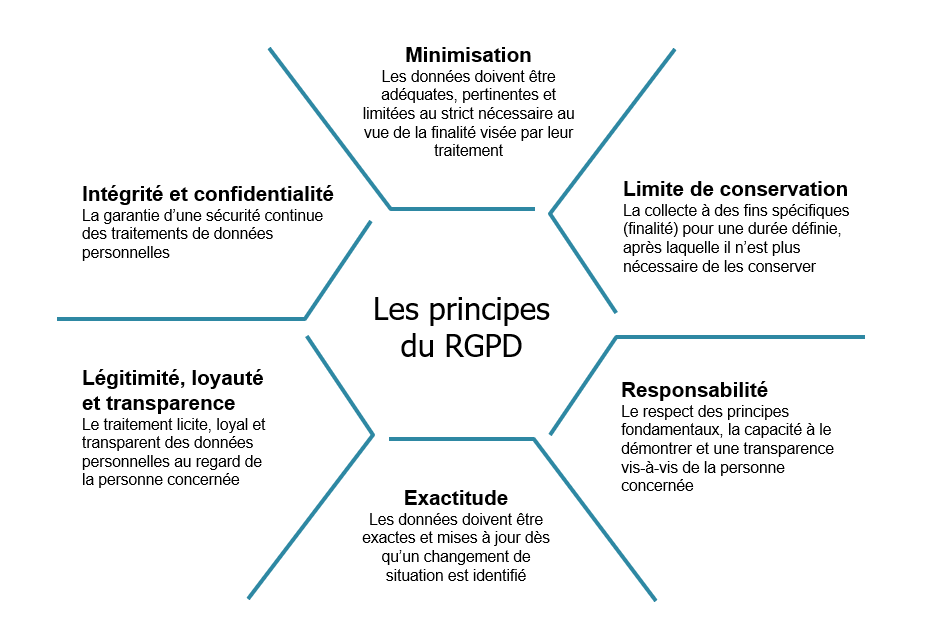 Minimisation
Les données doivent être
adéquates, pertinentes et
limitées au strict nécessaire au
vue de la finalité visée par leur
traitement
Intégrité et confidentialité
La garantie d’une sécurité continue
des traitements de données
personnelles
Limite de conservation
La collecte à des fins spécifiques
(finalité) pour une durée définie,
après laquelle il n’est plus
nécessaire de les conserver
Les principes
du RGPD
Légitimité, loyauté
et transparence
Le traitement licite, loyal et
transparent des données
personnelles au regard de
la personne concernée
Responsabilité
Le respect des principes
fondamentaux, la capacité à le
démontrer et une transparence
vis-à-vis de la personne
concernée
Exactitude
Les données doivent être
exactes et mises à jour dès
qu’un changement de
situation est identifié